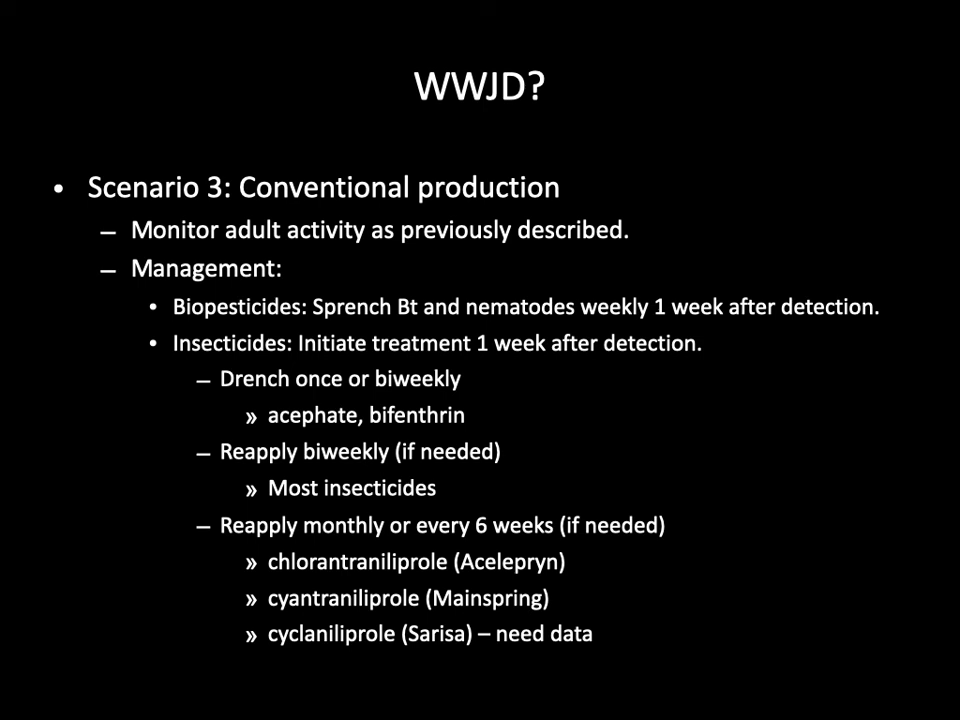 WWJD?
• Scenario 3: Conventional production
– Monitor adult activity as previously described.
– Management:
• Biopesticides: Sprench Bt and nematodes weekly 1 week after detection.
• Insecticides: Initiate treatment 1 week after detection.
– Drench once or biweekly
» acephate, bifenthrin
– Reapply biweekly (if needed)
» Most insecticides
– Reapply monthly or every 6 weeks (if needed)
» chlorantraniliprole (Acelepryn)
» cyantraniliprole (Mainspring)
» cyclaniliprole (Sarisa) – need data